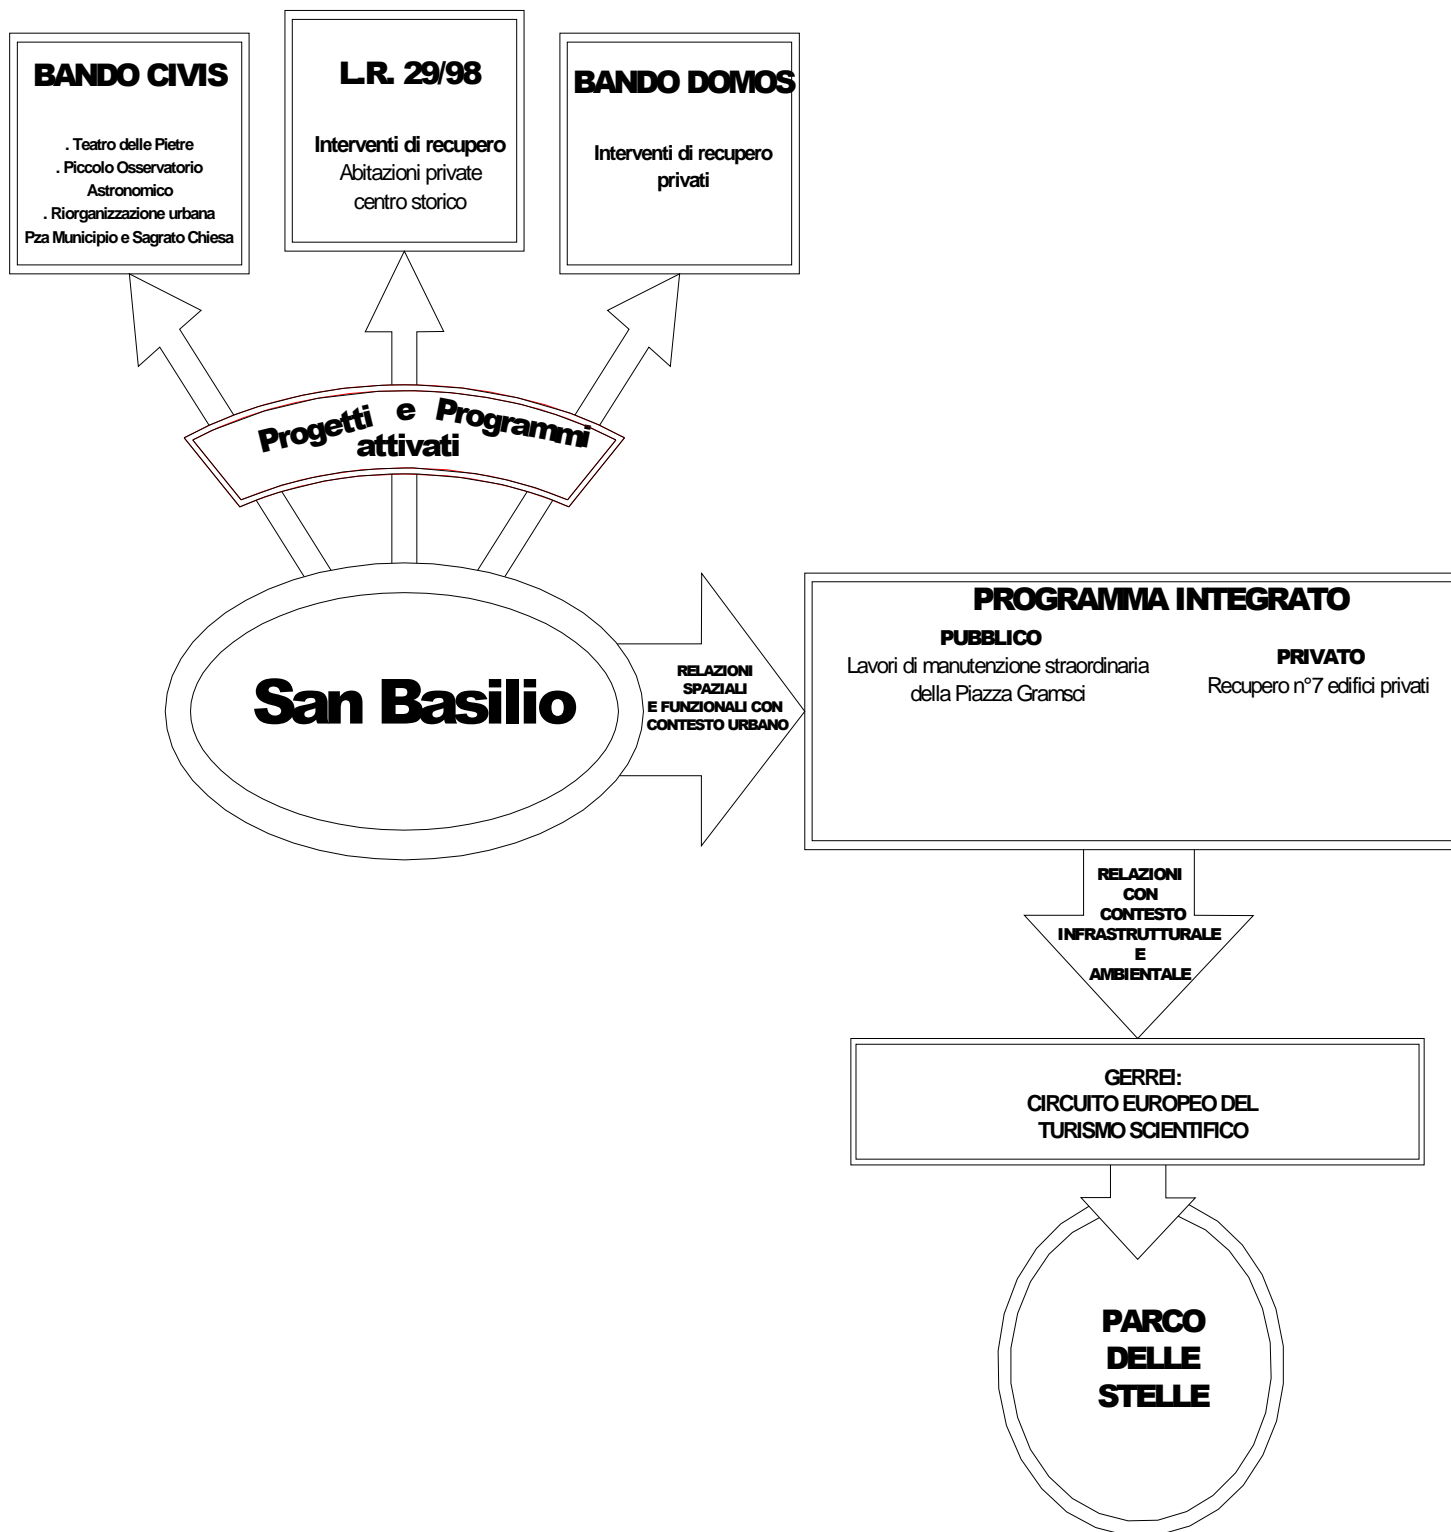 BANDO CIVIS
. Teatro delle Pietre
. Piccolo Osservatorio
Astronomico
. Riorganizzazione urbana
Pza Municipio e Sagrato Chiesa
L.R. 29/98
Interventi di recupero
Abitazioni private
centro storico
BANDO DOMOS
Interventi di recupero
privati
Progetti e Programmi
attivati
San Basilio
RELAZIONI
SPAZIALI
E FUNZIONALI CON
CONTESTO URBANO
PROGRAMMA INTEGRATO
PUBBLICO
Lavori di manutenzione straordinaria
della Piazza Gramsci
PRIVATO
Recupero n°7 edifici privati
RELAZIONI
CON
CONTESTO
INFRASTRUTTURALE
E
AMBIENTALE
GERREI:
CIRCUITO EUROPEO DEL
TURISMO SCIENTIFICO
PARCO
DELLE
STELLE